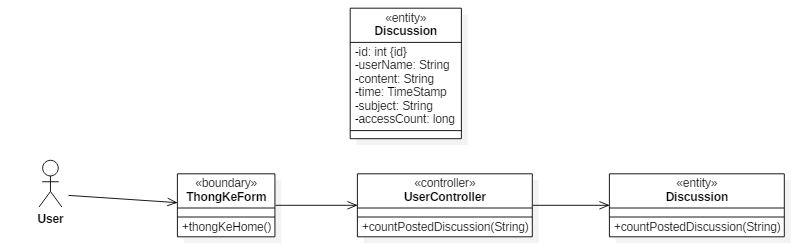 «entity»
Discussion
-id: int {id}
-userName: String
-content: String
-time: TimeStamp
-subject: String
-accessCount: long
User
«boundary»
ThongKeForm
+thongKeHome()
«controller»
UserController
+countPostedDiscussion(String)
«entity»
Discussion
+countPostedDiscussion(String)